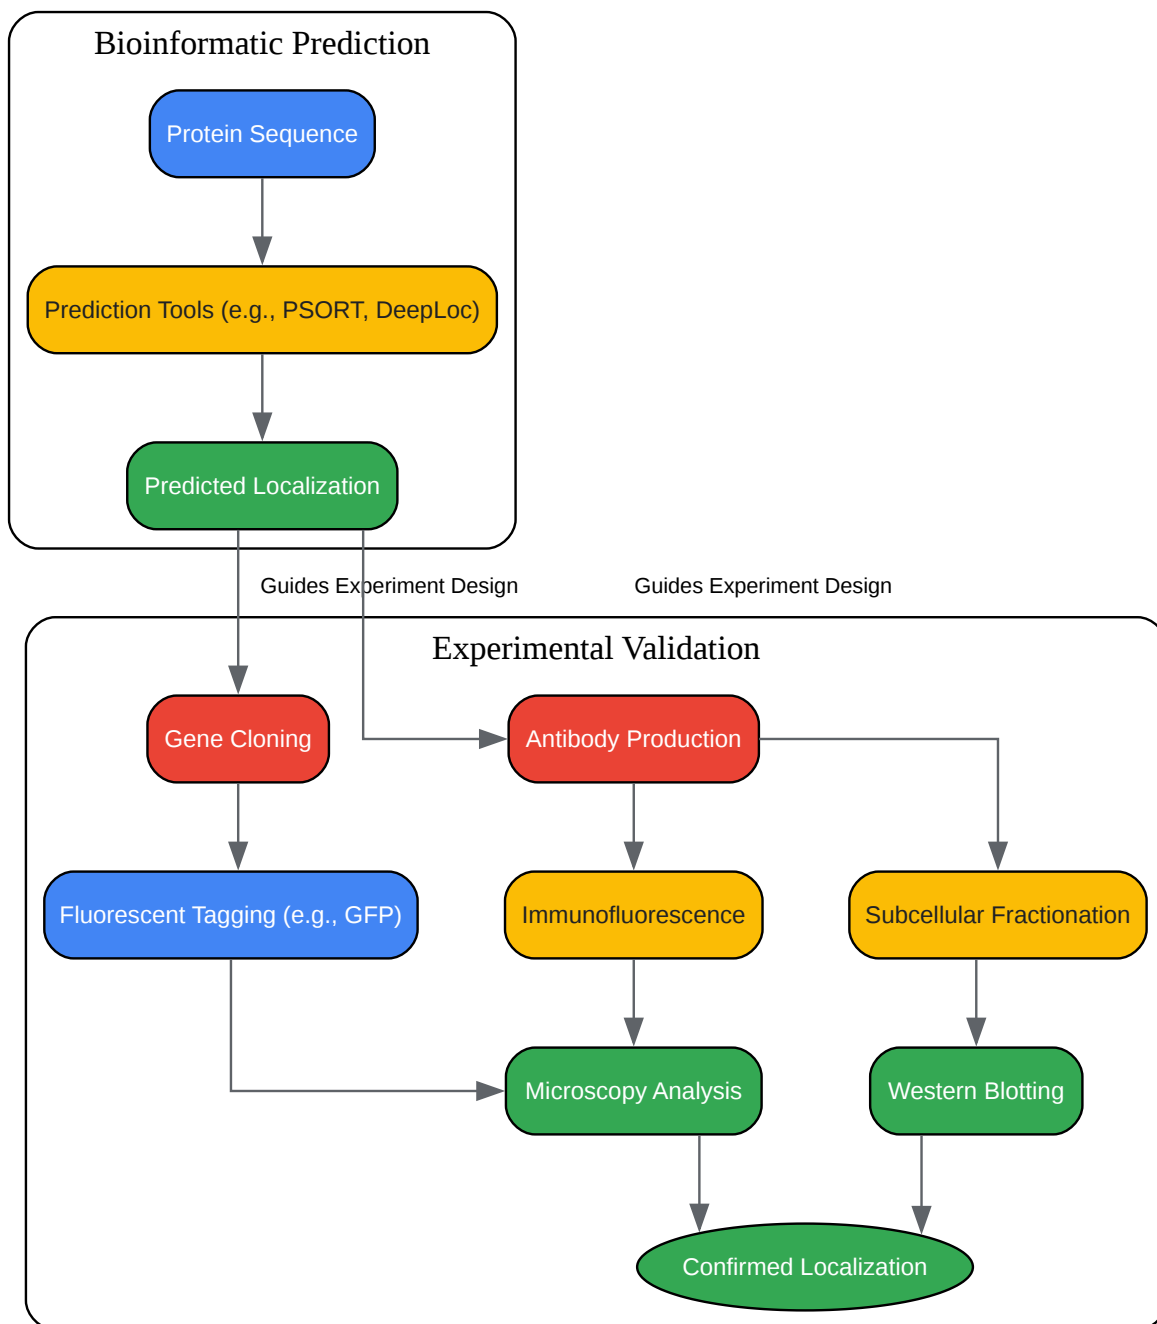 Bioinformatic Prediction
Protein Sequence
Prediction Tools (e.g., PSORT, DeepLoc)
Predicted Localization
Guides Experiment Design
Guides Experiment Design
Experimental Validation
Gene Cloning
Antibody Production
Fluorescent Tagging (e.g., GFP)
Immunofluorescence
Subcellular Fractionation
Microscopy Analysis
Western Blotting
Confirmed Localization